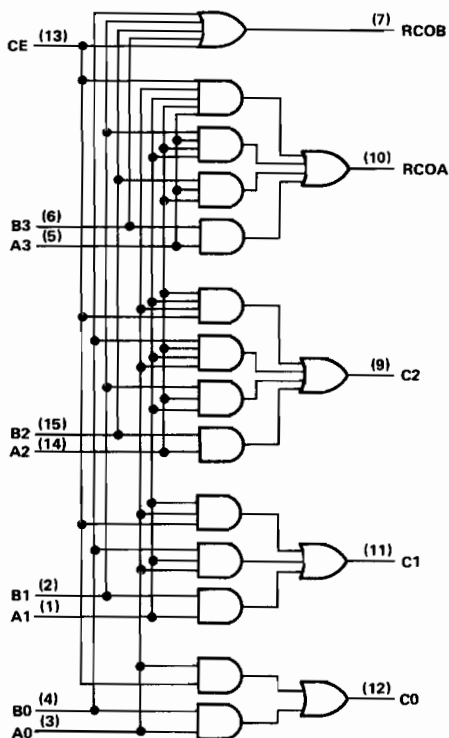 (7) RCOB
CE (13)
(10) RCOA
B3 (6)
A3 (5)
(9) C2
B2 (15)
A2 (14)
(11) C1
B1 (2)
A1 (1)
(12) C0
B0 (4)
A0 (3)